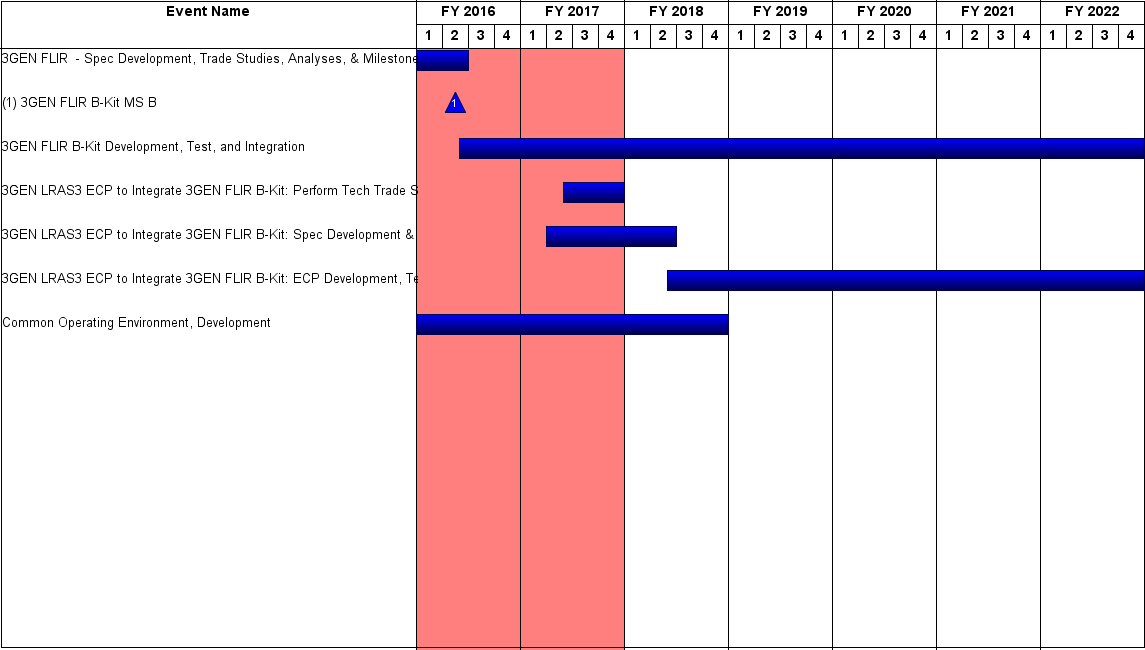 Event Name FY 2016 FY 2017 FY 2018 FY 2019 FY 2020 FY 2021 FY 2022
1 2 3 4 1 2 3 4 1 2 3 4 1 2 3 4 1 2 3 4 1 2 3 4 1 2 3 4
3GEN FLIR - Spec Development, Trade Studies, Analyses, & Milestone
(1) 3GEN FLIR B-Kit MS B 1
3GEN FLIR B-Kit Development, Test, and Integration
3GEN LRAS3 ECP to Integrate 3GEN FLIR B-Kit: Perform Tech Trade S
3GEN LRAS3 ECP to Integrate 3GEN FLIR B-Kit: Spec Development &
3GEN LRAS3 ECP to Integrate 3GEN FLIR B-Kit: ECP Development, Te
Common Operating Environment, Development